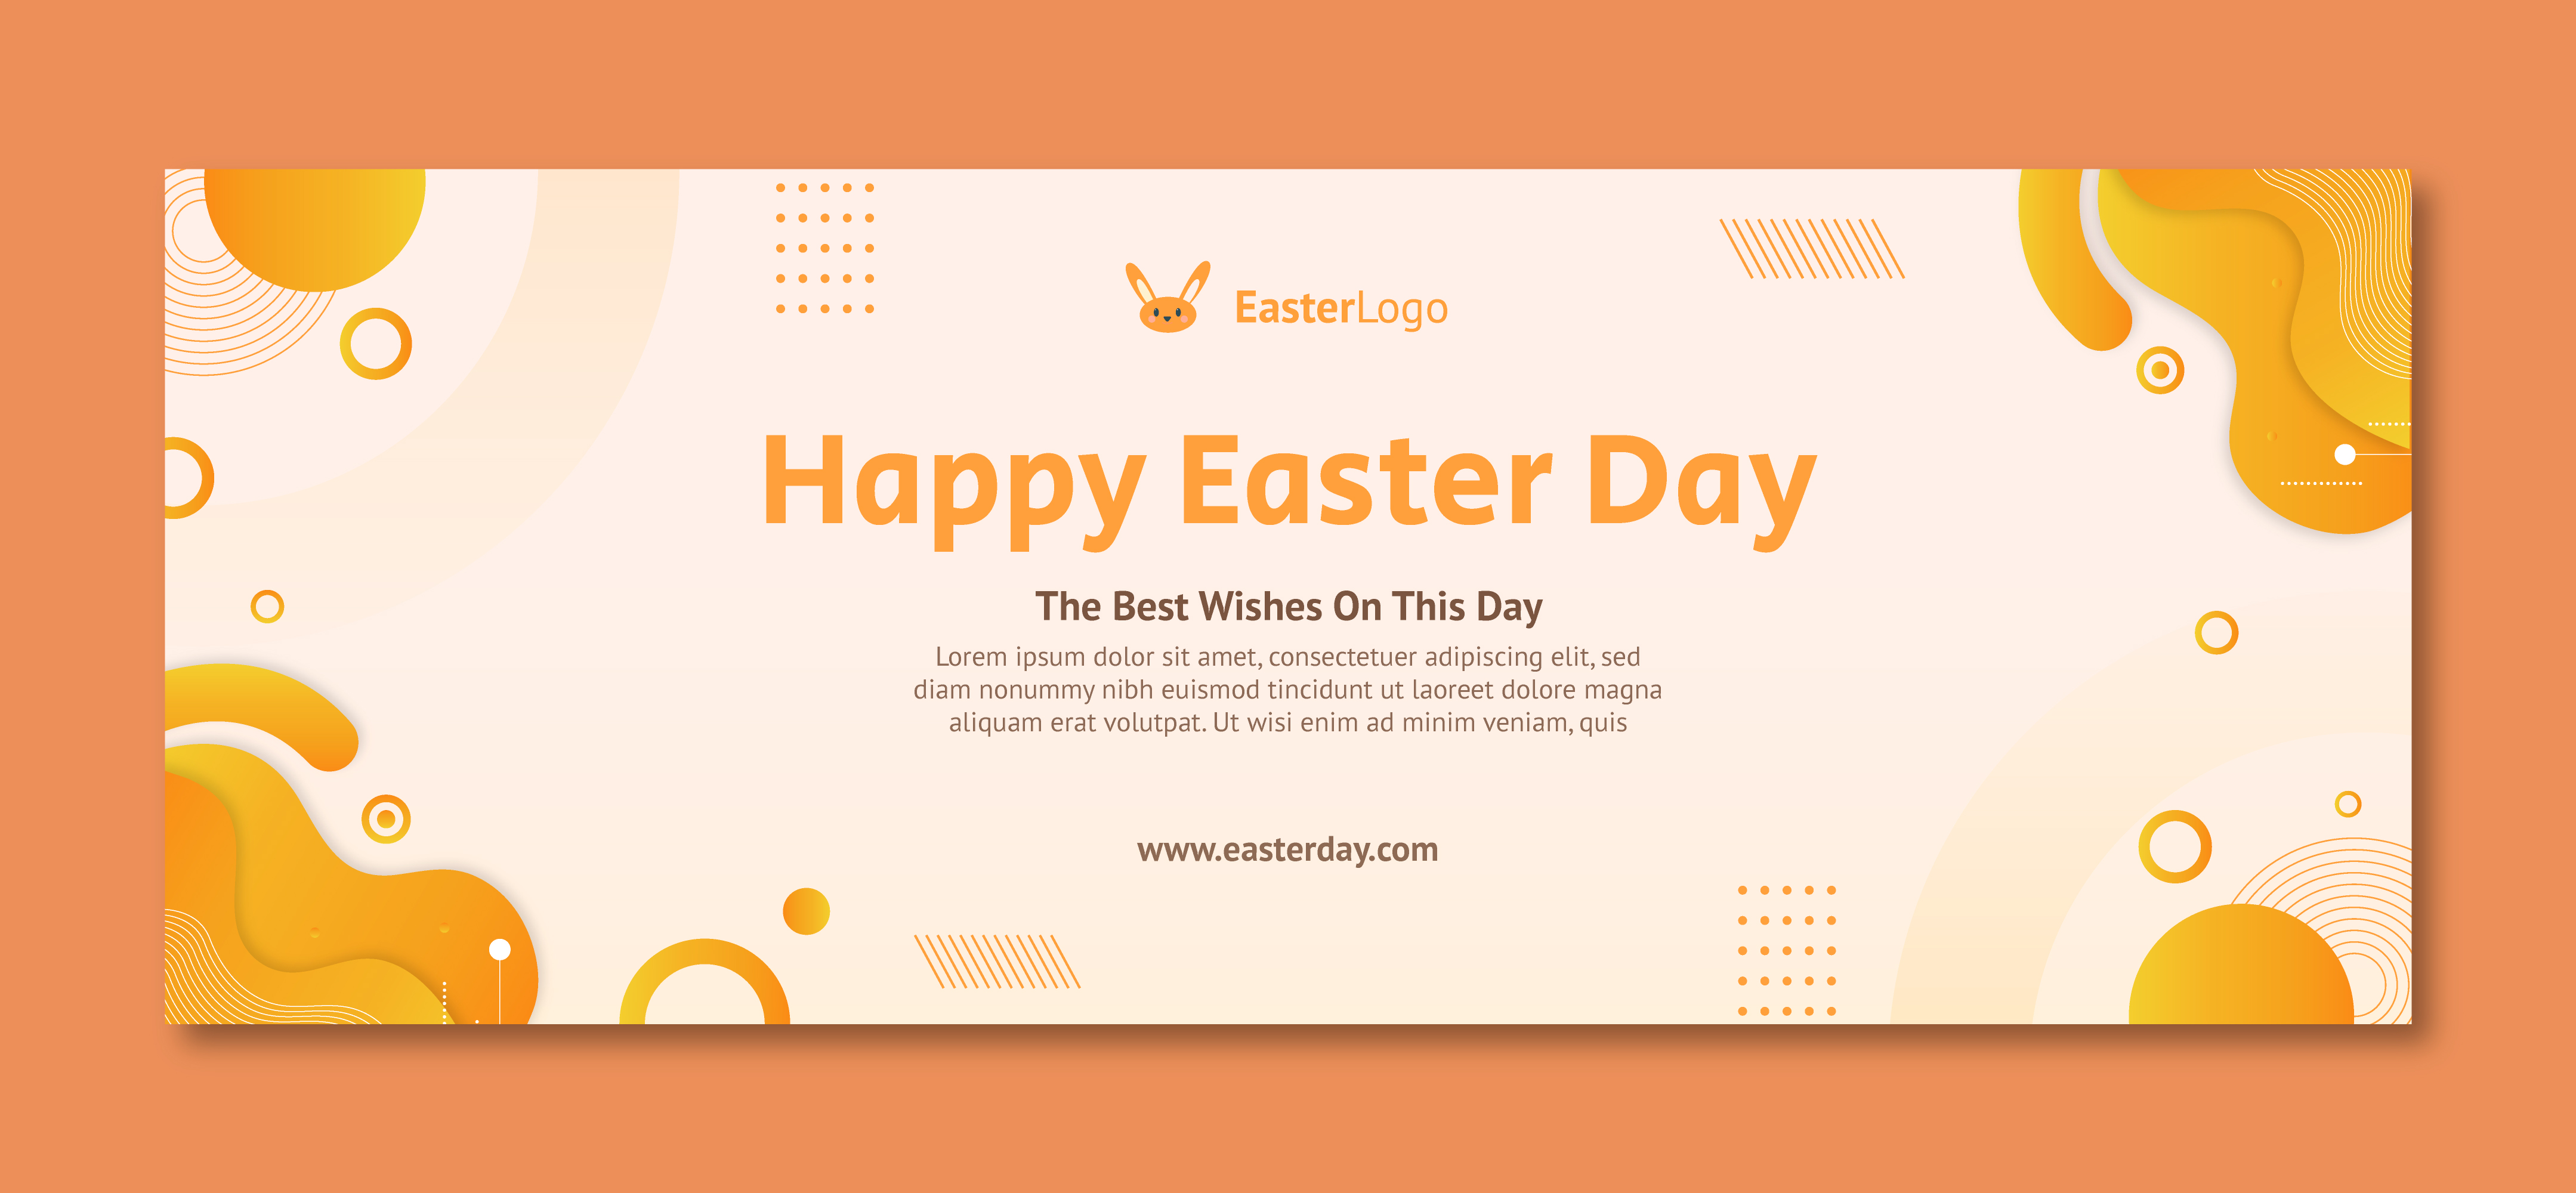 EasterLogo
Happy Easter Day
The Best Wishes On This Day
Lorem ipsum dolor sit amet, consectetuer adipiscing elit, sed
diam nonummy nibh euismod tincidunt ut laoreet dolore magna
aliquam erat volutpat. Ut wisi enim ad minim veniam, quis
www.easterday.com